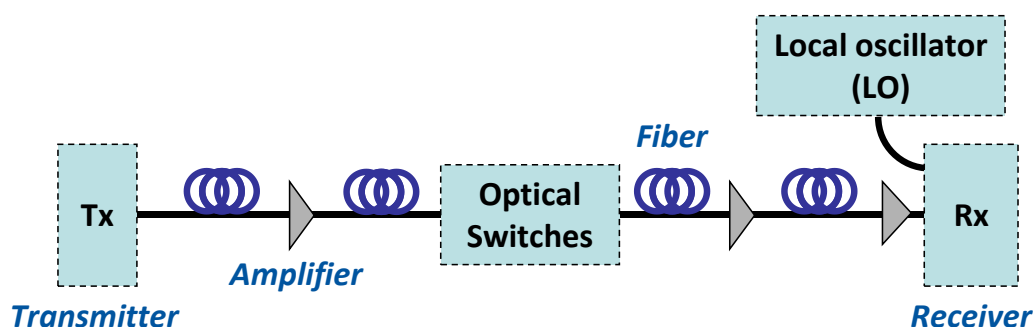 Local oscillator
(LO)
Fiber
Tx
Optical
Switches
Rx
Amplifier
Transmitter
Receiver